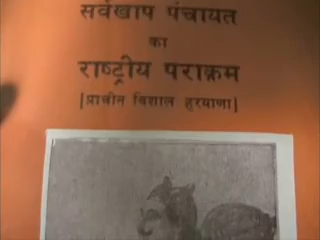 सर्वखाप पंचायत
का
राष्ट्रीय पराक्रम
|प्राचीन विशाल हरयाणा|